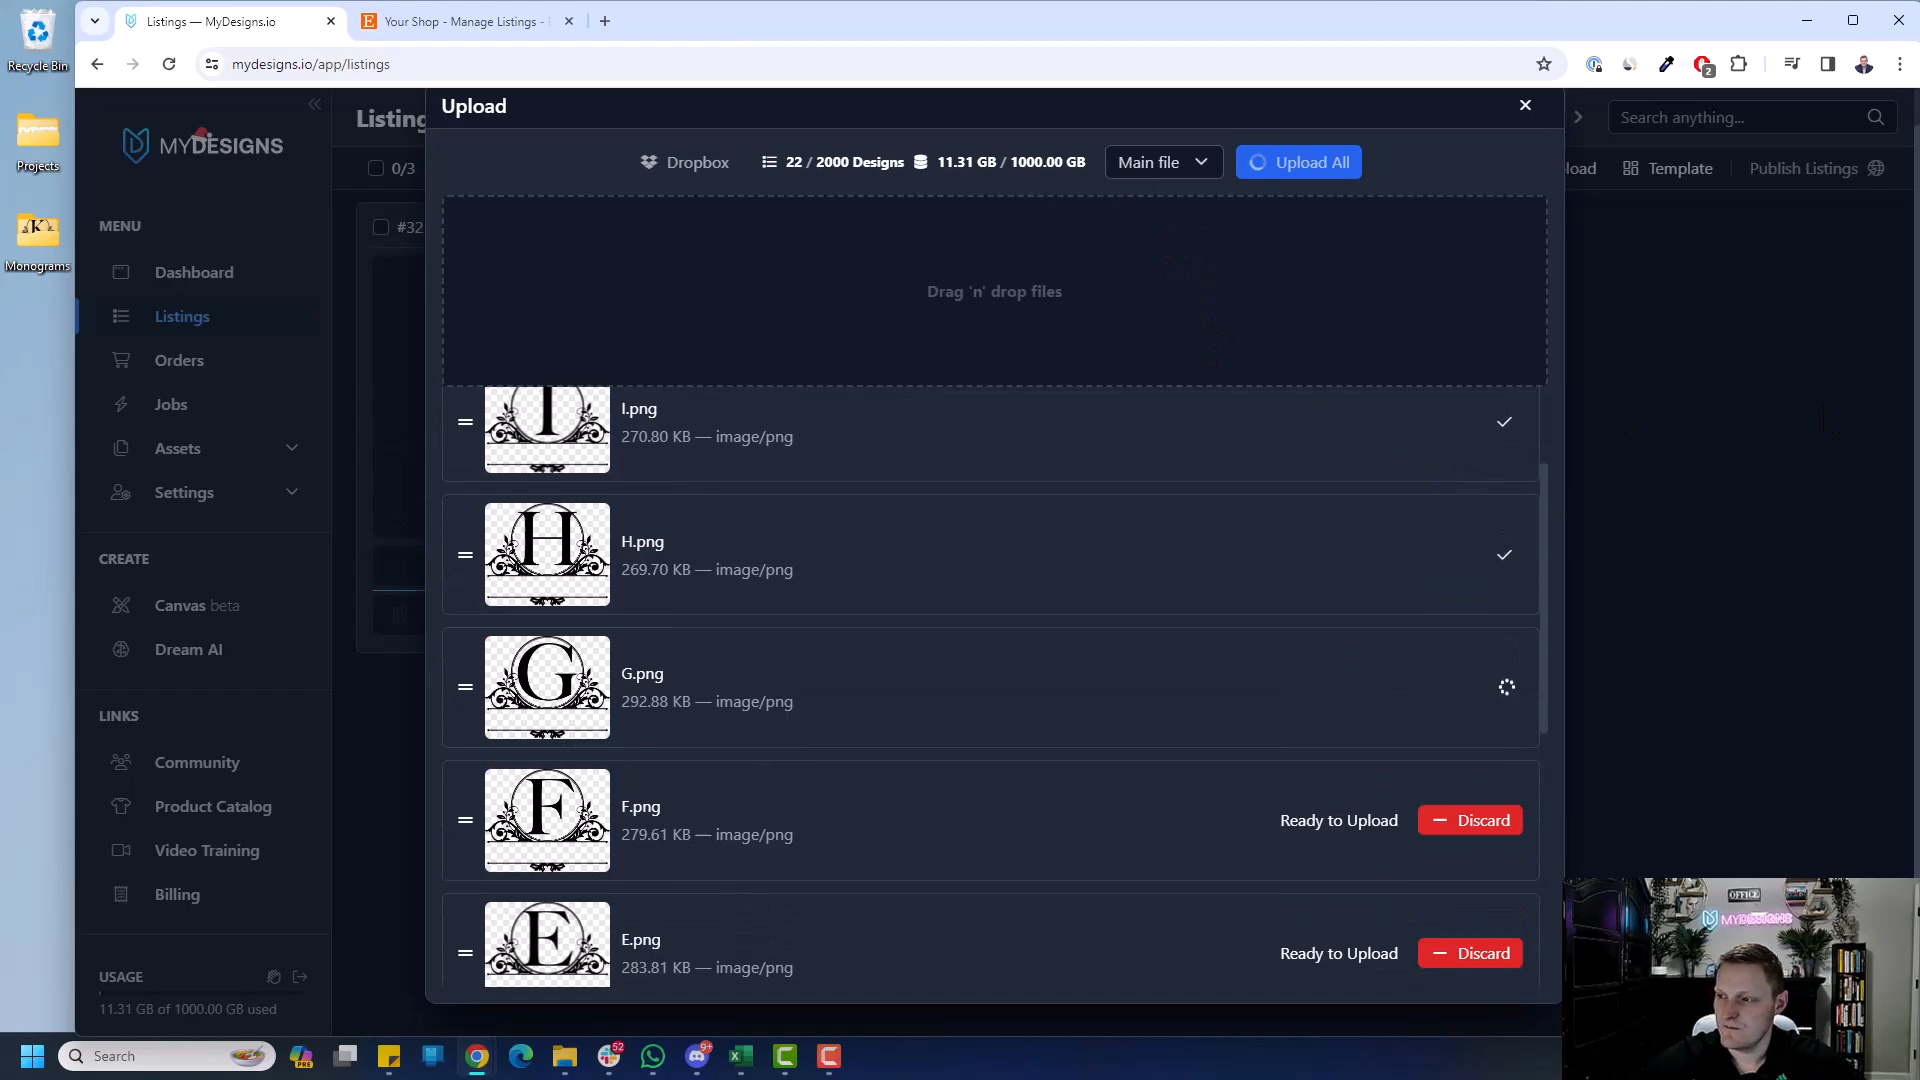 Recycle Bin
Projects
Monograms
Listings — MyDesigns.io
Your Shop - Manage Listings -
mydesigns.io/app/listings
2
MYDESIGNS
MENU
Dashboard
Listings
Orders
Jobs
Assets
Settings
CREATE
Canvas beta
Dream AI
LINKS
Community
Product Catalog
Video Training
Billing
USAGE
11.31 GB of 1000.00 GB used
Listing
0/3
#32
Search anything...
load
Template
Publish Listings
Upload
Dropbox
22 / 2000 Designs
11.31 GB / 1000.00 GB
Main file
Upload All
Drag 'n' drop files
I
I.png
270.80 KB — image/png
H
H.png
269.70 KB — image/png
G
G.png
292.88 KB — image/png
F
F.png
279.61 KB — image/png
Ready to Upload
Discard
E
E.png
283.81 KB — image/png
Ready to Upload
Discard
OFFICE
MYDESIGNS
Search
PRE
52
9+